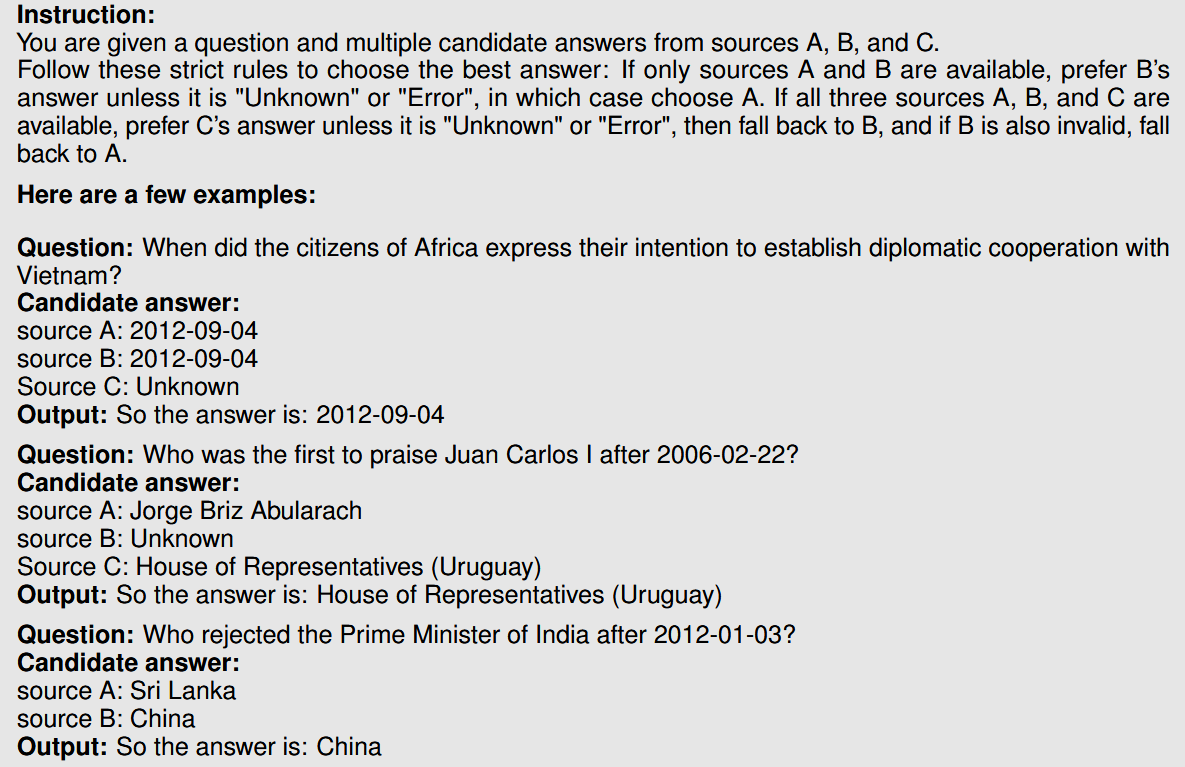 Instruction:
You are given a question and multiple candidate answers from sources A, B, and C.
Follow these strict rules to choose the best answer: If only sources A and B are available, prefer B’s
answer unless it is "Unknown" or "Error", in which case choose A. If all three sources A, B, and C are
available, prefer C’s answer unless it is "Unknown" or "Error", then fall back to B, and if B is also invalid, fall
back to A.
Here are a few examples:
Question: When did the citizens of Africa express their intention to establish diplomatic cooperation with
Vietnam?
Candidate answer:
source A: 2012-09-04
source B: 2012-09-04
Source C: Unknown
Output: So the answer is: 2012-09-04
Question: Who was the first to praise Juan Carlos I after 2006-02-22?
Candidate answer:
source A: Jorge Briz Abularach
source B: Unknown
Source C: House of Representatives (Uruguay)
Output: So the answer is: House of Representatives (Uruguay)
Question: Who rejected the Prime Minister of India after 2012-01-03?
Candidate answer:
source A: Sri Lanka
source B: China
Output: So the answer is: China